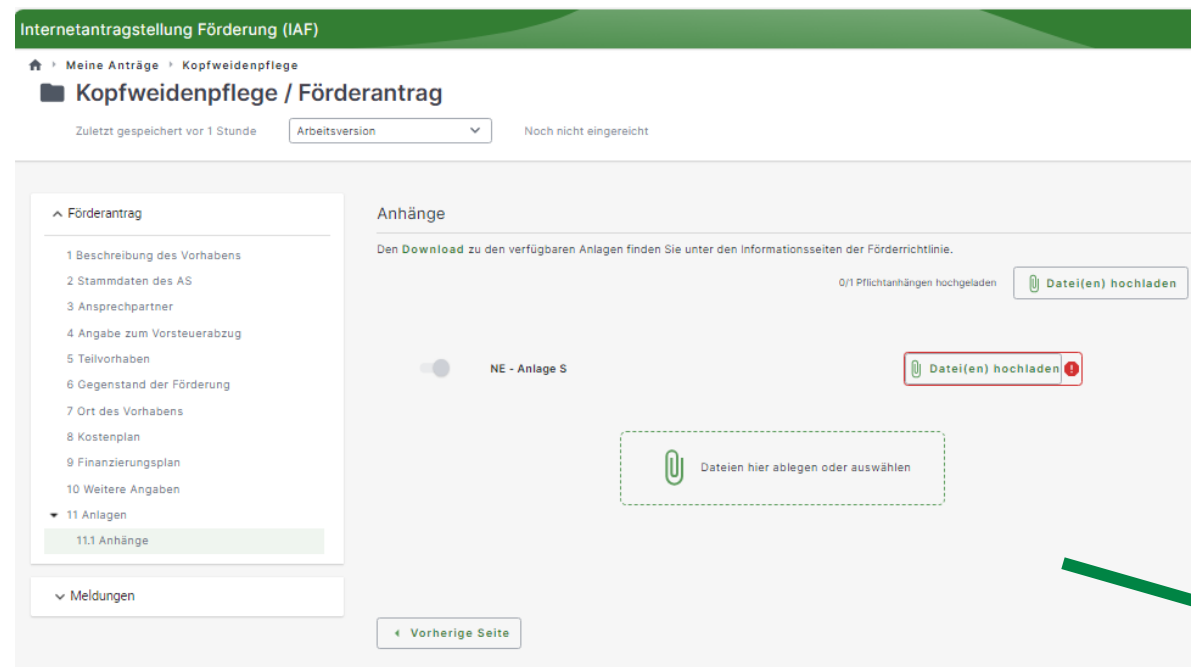 Internetantragstellung Förderung (IAF)
Meine Anträge Kopfweidenpflege
Kopfweidenpflege / Förderantrag
Zuletzt gespeichert vor 1 Stunde Arbeitsversion Noch nicht eingereicht
Förderantrag
1 Beschreibung des Vorhabens
2 Stammdaten des AS
3 Ansprechpartner
4 Angabe zum Vorsteuerabzug
5 Teilvorhaben
6 Gegenstand der Förderung
7 Ort des Vorhabens
8 Kostenplan
9 Finanzierungsplan
10 Weitere Angaben
11 Anlagen
11.1 Anhänge
Meldungen
Anhänge
Den Download zu den verfügbaren Anlagen finden Sie unter den Informationsseiten der Förderrichtlinie.
0/1 Pflichtanhängen hochgeladen Datei(en) hochladen
NE - Anlage S Datei(en) hochladen
Dateien hier ablegen oder auswählen
Vorherige Seite